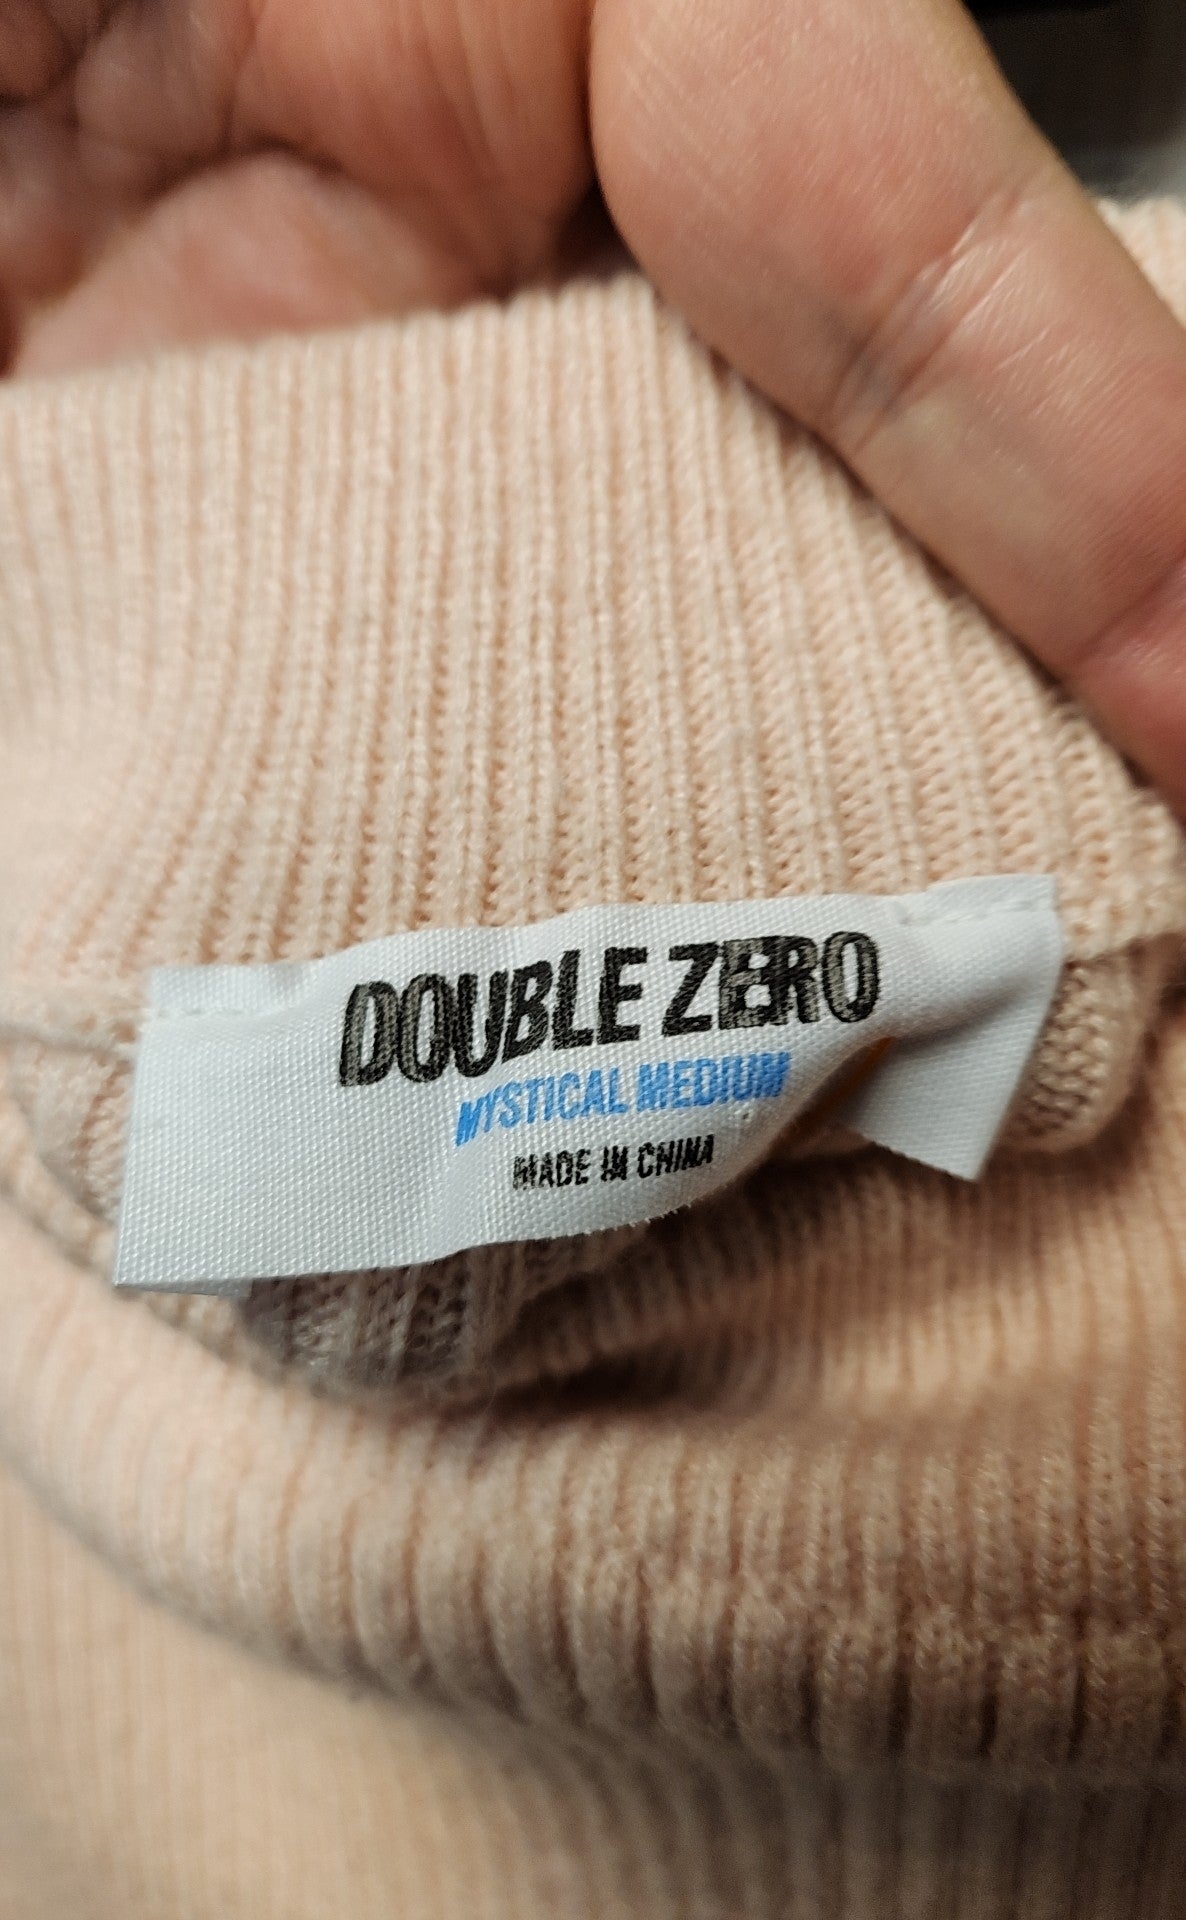 DOUBLE ZERO
MYSTICAL MEDIUM
MADE IN CHINA